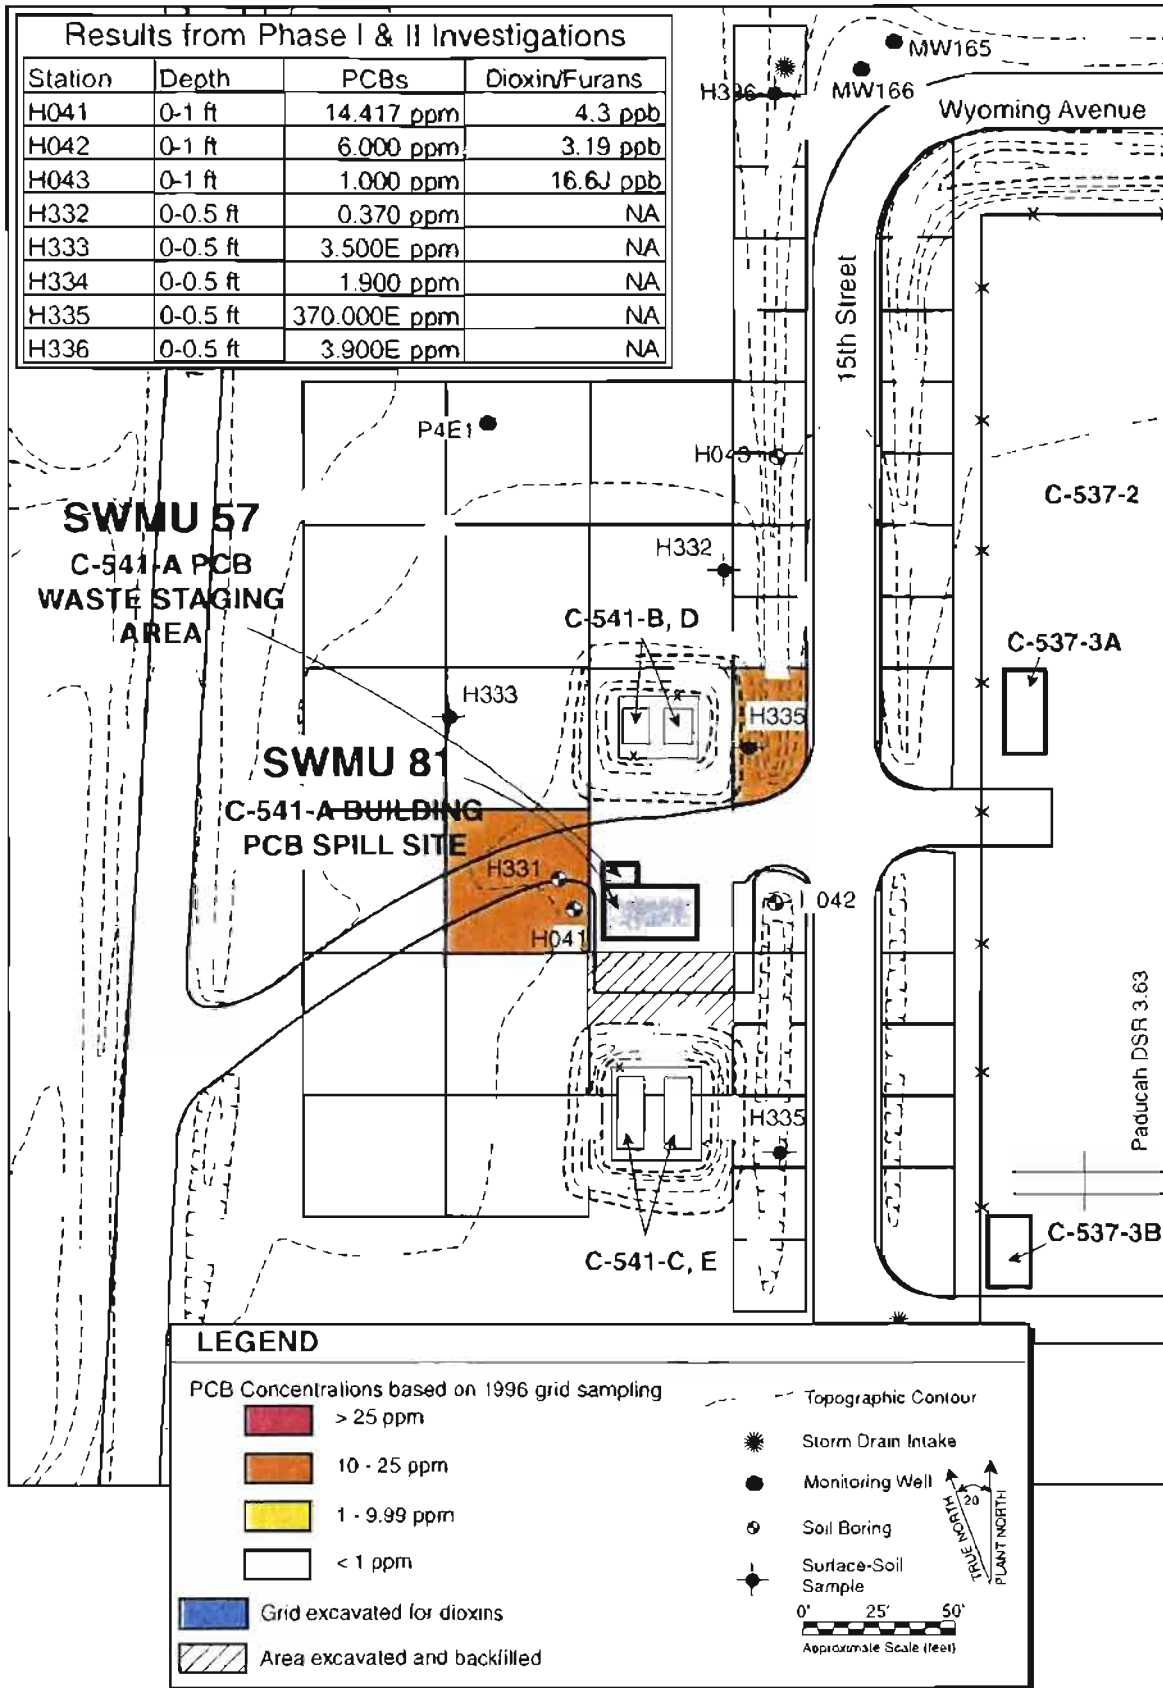 Results from Phase I & II Investigations
Station Depth PCBs Dioxin/Furans
H041 0-1 ft 14.417 ppm 4.3 ppb
H042 0-1 ft 6.000 ppm 3.19 ppb
H043 0-1 ft 1.000 ppm 16.6J ppb
H332 0-0.5 ft 0.370 ppm NA
H333 0-0.5 ft 3.500E ppm NA
H334 0-0.5 ft 1.900 ppm NA
H335 0-0.5 ft 370.000E ppm NA
H336 0-0.5 ft 3.900E ppm NA
MW165
H336
MW166
Wyoming Avenue
15th Street
P4E1
H043
C-537-2
SWMU 57
C-541-A PCB
WASTE STAGING
AREA
H332
C-541-B, D
C-537-3A
H333
H335
SWMU 81
C-541-A BUILDING
PCB SPILL SITE
H331
H041
042
Paducah DSR 3.63
H335
C-541-C, E
C-537-3B
LEGEND
PCB Concentrations based on 1996 grid sampling
> 25 ppm
10 - 25 ppm
1 - 9.99 ppm
< 1 ppm
Grid excavated for dioxins
Area excavated and backfilled
Topographic Contour
Storm Drain Intake
Monitoring Well
Soil Boring
Surface-Soil
Sample
20
TRUE NORTH
PLANT NORTH
0' 25' 50'
Approximate Scale (feet)